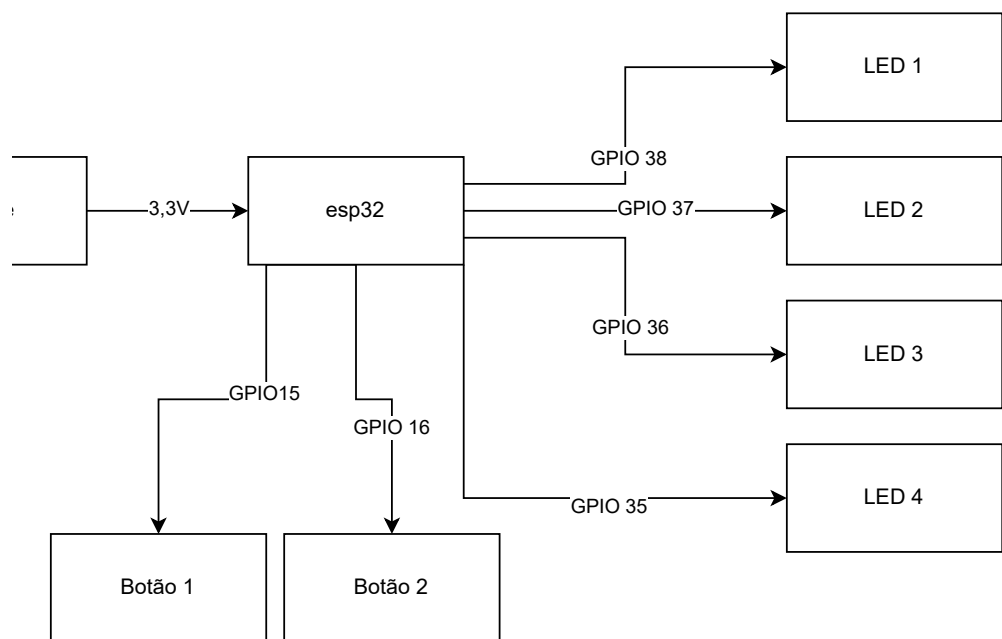 LED 1
GPIO 38
3,3V
esp32
GPIO 37
LED 2
GPIO 36
LED 3
GPIO15
GPIO 16
GPIO 35
LED 4
Botão 1
Botão 2